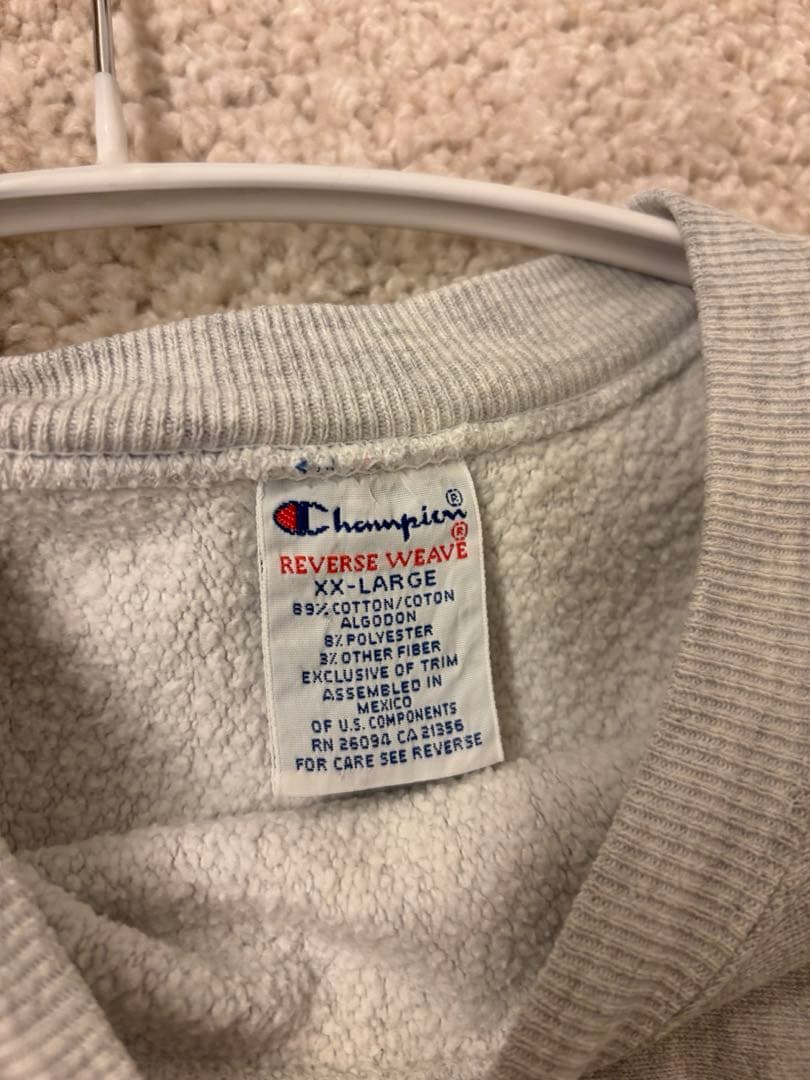 Champion®
REVERSE WEAVE®
XX-LARGE
89% COTTON/COTON
ALGODON
8% POLYESTER
3% OTHER FIBER
EXCLUSIVE OF TRIM
ASSEMBLED IN
MEXICO
OF U.S. COMPONENTS
RN 26094 CA 21356
FOR CARE SEE REVERSE